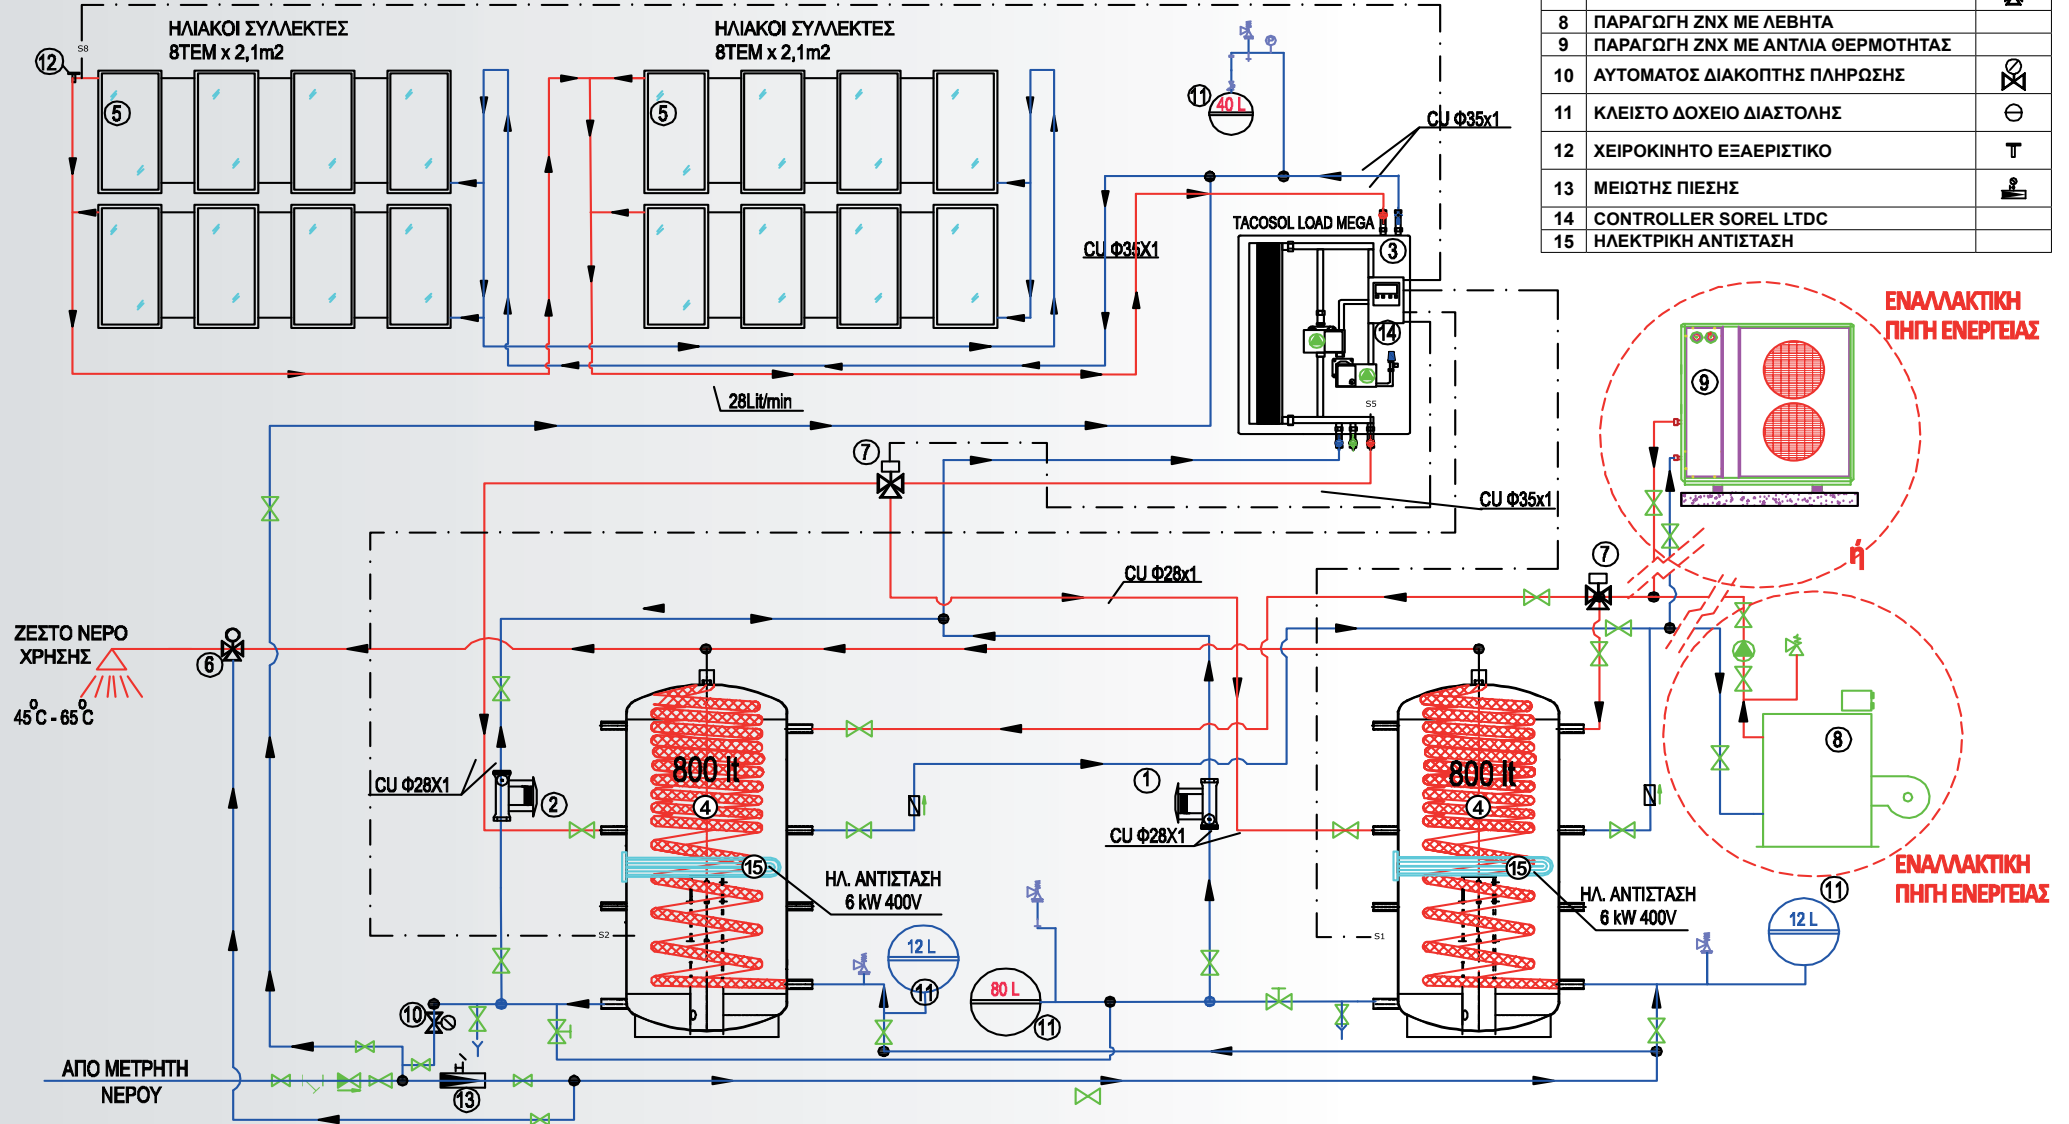 ΗΛΙΑΚΟΙ ΣΥΛΛΕΚΤΕΣ
8ΤΕΜ x 2,1m2
ΗΛΙΑΚΟΙ ΣΥΛΛΕΚΤΕΣ
8ΤΕΜ x 2,1m2
S8
12
5
5
11
40 L
CU Φ35x1
8 ΠΑΡΑΓΩΓΗ ΖΝΧ ΜΕ ΛΕΒΗΤΑ
9 ΠΑΡΑΓΩΓΗ ΖΝΧ ΜΕ ΑΝΤΛΙΑ ΘΕΡΜΟΤΗΤΑΣ
10 ΑΥΤΟΜΑΤΟΣ ΔΙΑΚΟΠΤΗΣ ΠΛΗΡΩΣΗΣ
11 ΚΛΕΙΣΤΟ ΔΟΧΕΙΟ ΔΙΑΣΤΟΛΗΣ
12 ΧΕΙΡΟΚΙΝΗΤΟ ΕΞΑΕΡΙΣΤΙΚΟ
13 ΜΕΙΩΤΗΣ ΠΙΕΣΗΣ
14 CONTROLLER SOREL LTDC
15 ΗΛΕΚΤΡΙΚΗ ΑΝΤΙΣΤΑΣΗ
TACOSOL LOAD MEGA
3
CU Φ35X1
14
S5
28Lit/min
ΕΝΑΛΛΑΚΤΙΚΗ
ΠΗΓΗ ΕΝΕΡΓΕΙΑΣ
9
7
CU Φ35x1
ή
7
CU Φ28x1
ΖΕΣΤΟ ΝΕΡΟ
ΧΡΗΣΗΣ
6
45°C - 65°C
CU Φ28X1
2
800 lt
4
15
1
CU Φ28X1
800 lt
4
15
8
ΗΛ. ΑΝΤΙΣΤΑΣΗ
6 kW 400V
ΗΛ. ΑΝΤΙΣΤΑΣΗ
6 kW 400V
ΕΝΑΛΛΑΚΤΙΚΗ
ΠΗΓΗ ΕΝΕΡΓΕΙΑΣ
11
12 L
S2
S1
12 L
11
80 L
11
10
ΑΠΟ ΜΕΤΡΗΤΗ
ΝΕΡΟΥ
13